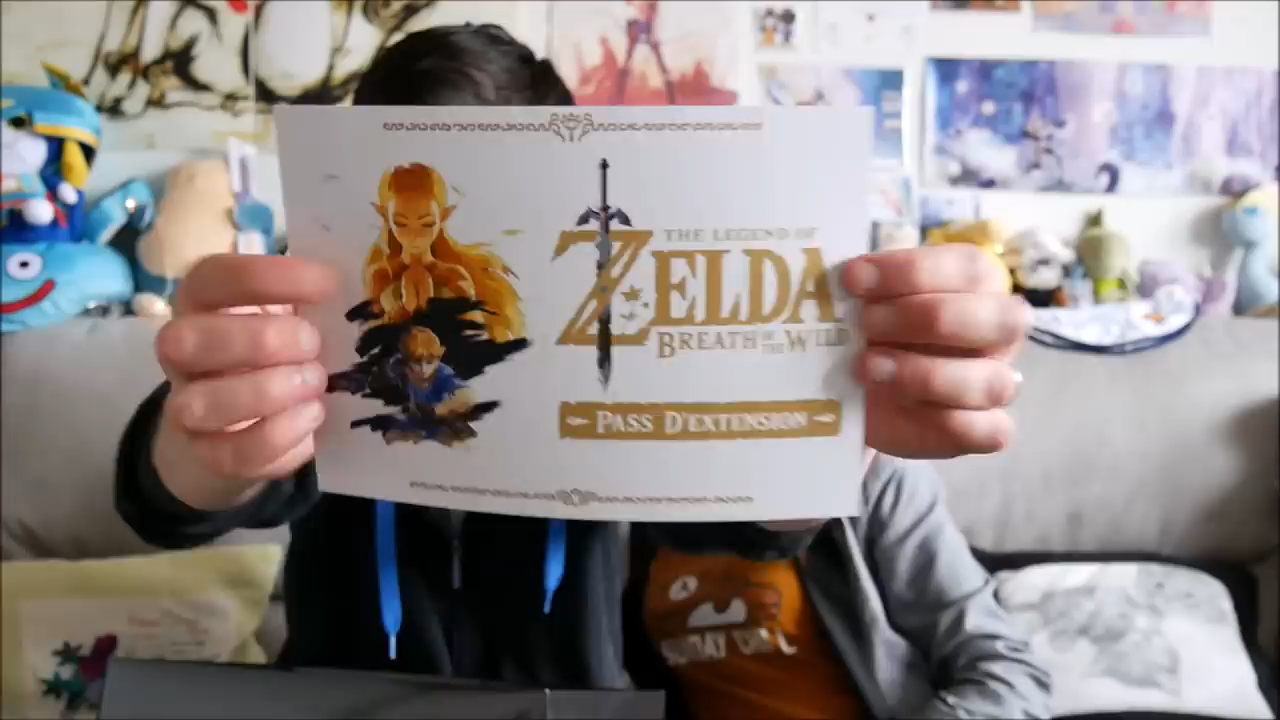 THE LEGEND OF
ZELDA
BREATH OF THE WILD
PASS D'EXTENSION